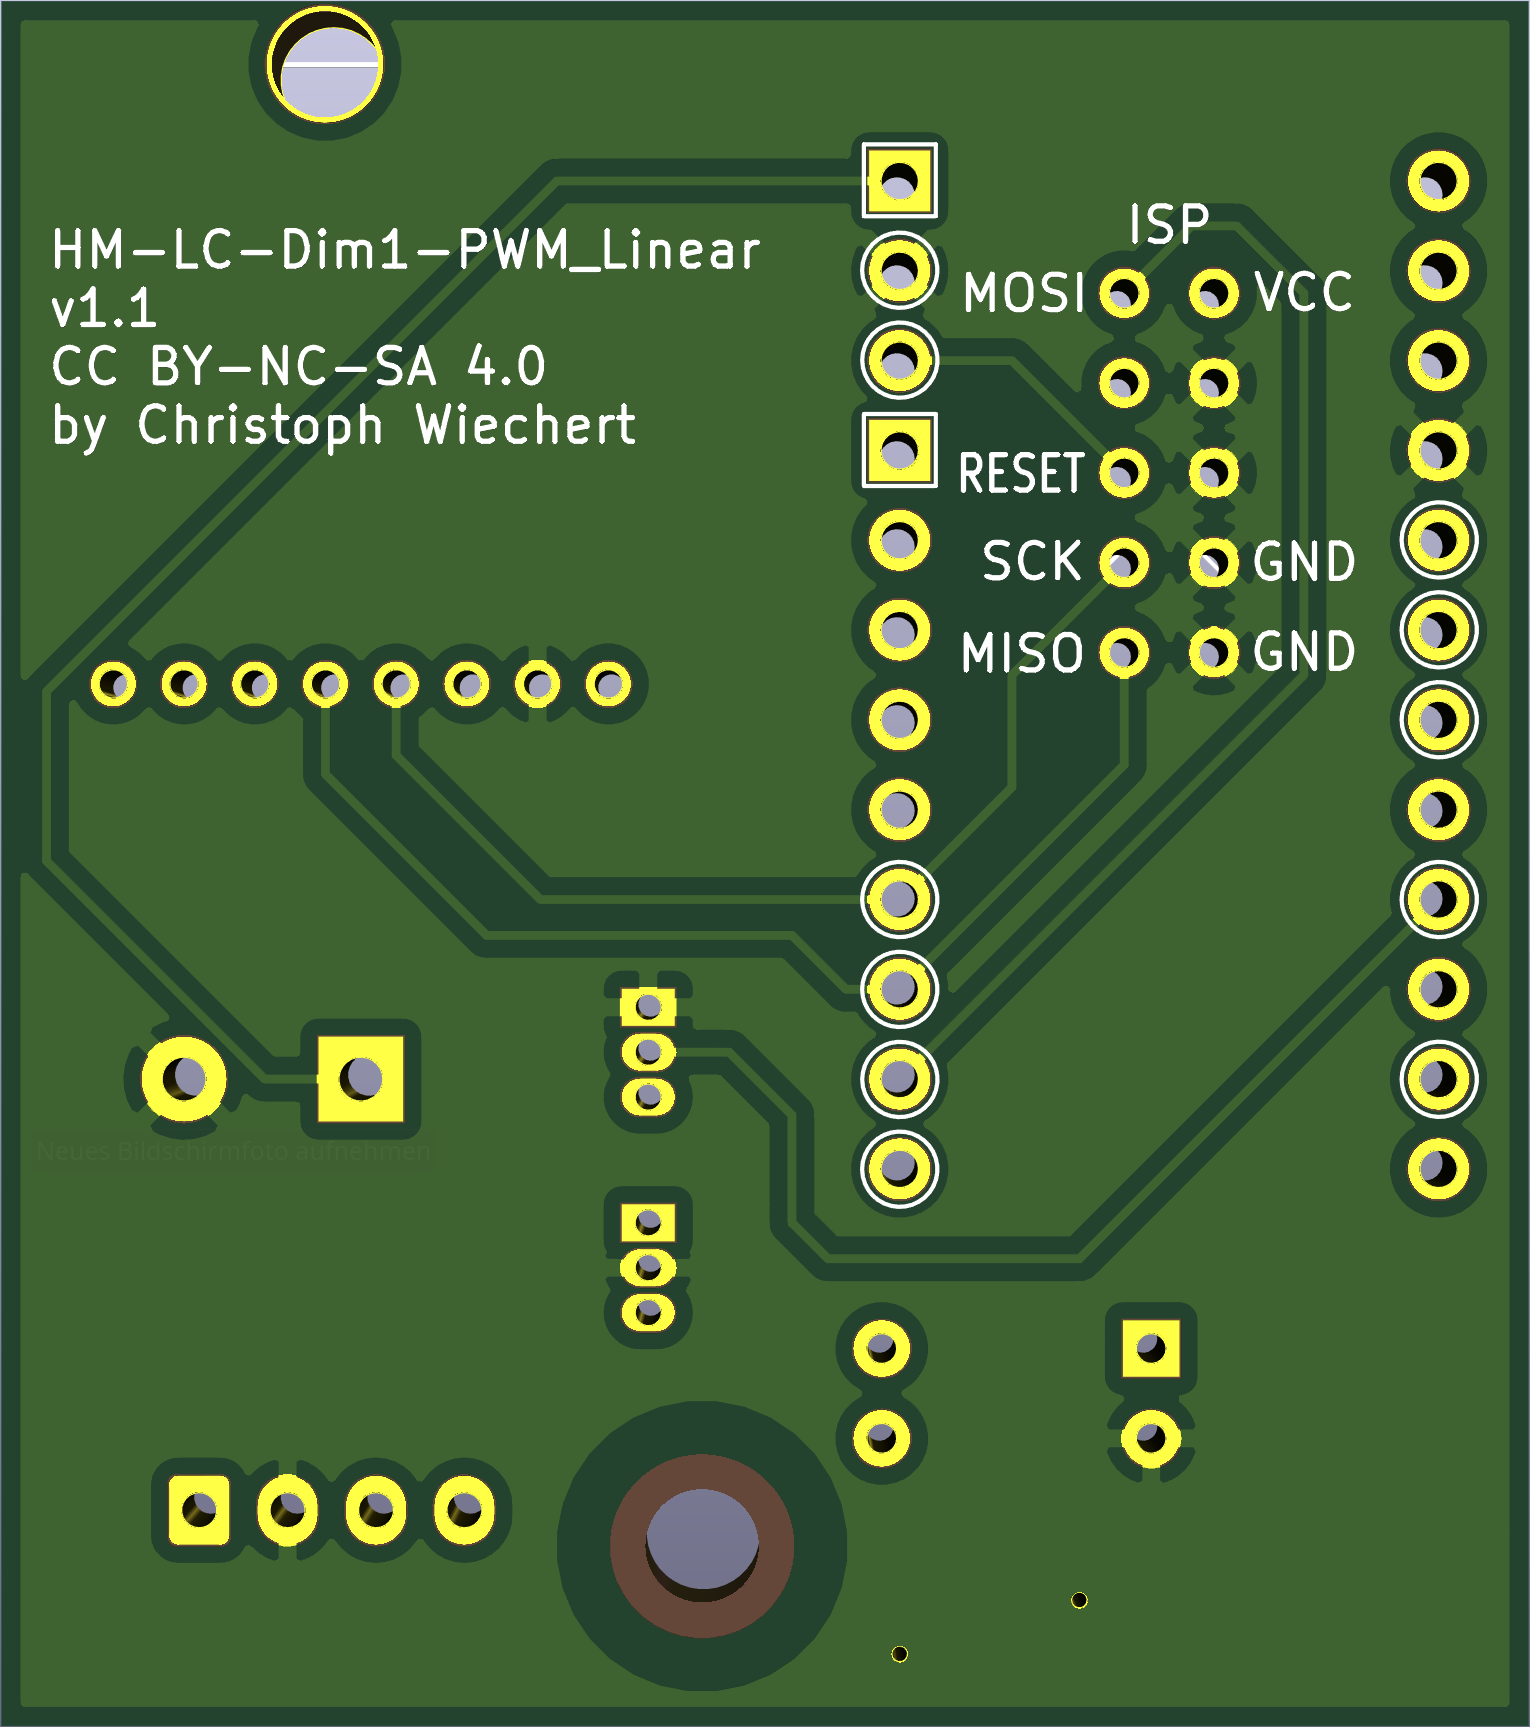 HM-LC-Dim1-PWM_Linear
v1.1
CC BY-NC-SA 4.0
by Christoph Wiechert
ISP
MOSI VCC
RESET
SCK GND
MISO GND
Neues Bildschirmfoto aufnehmen